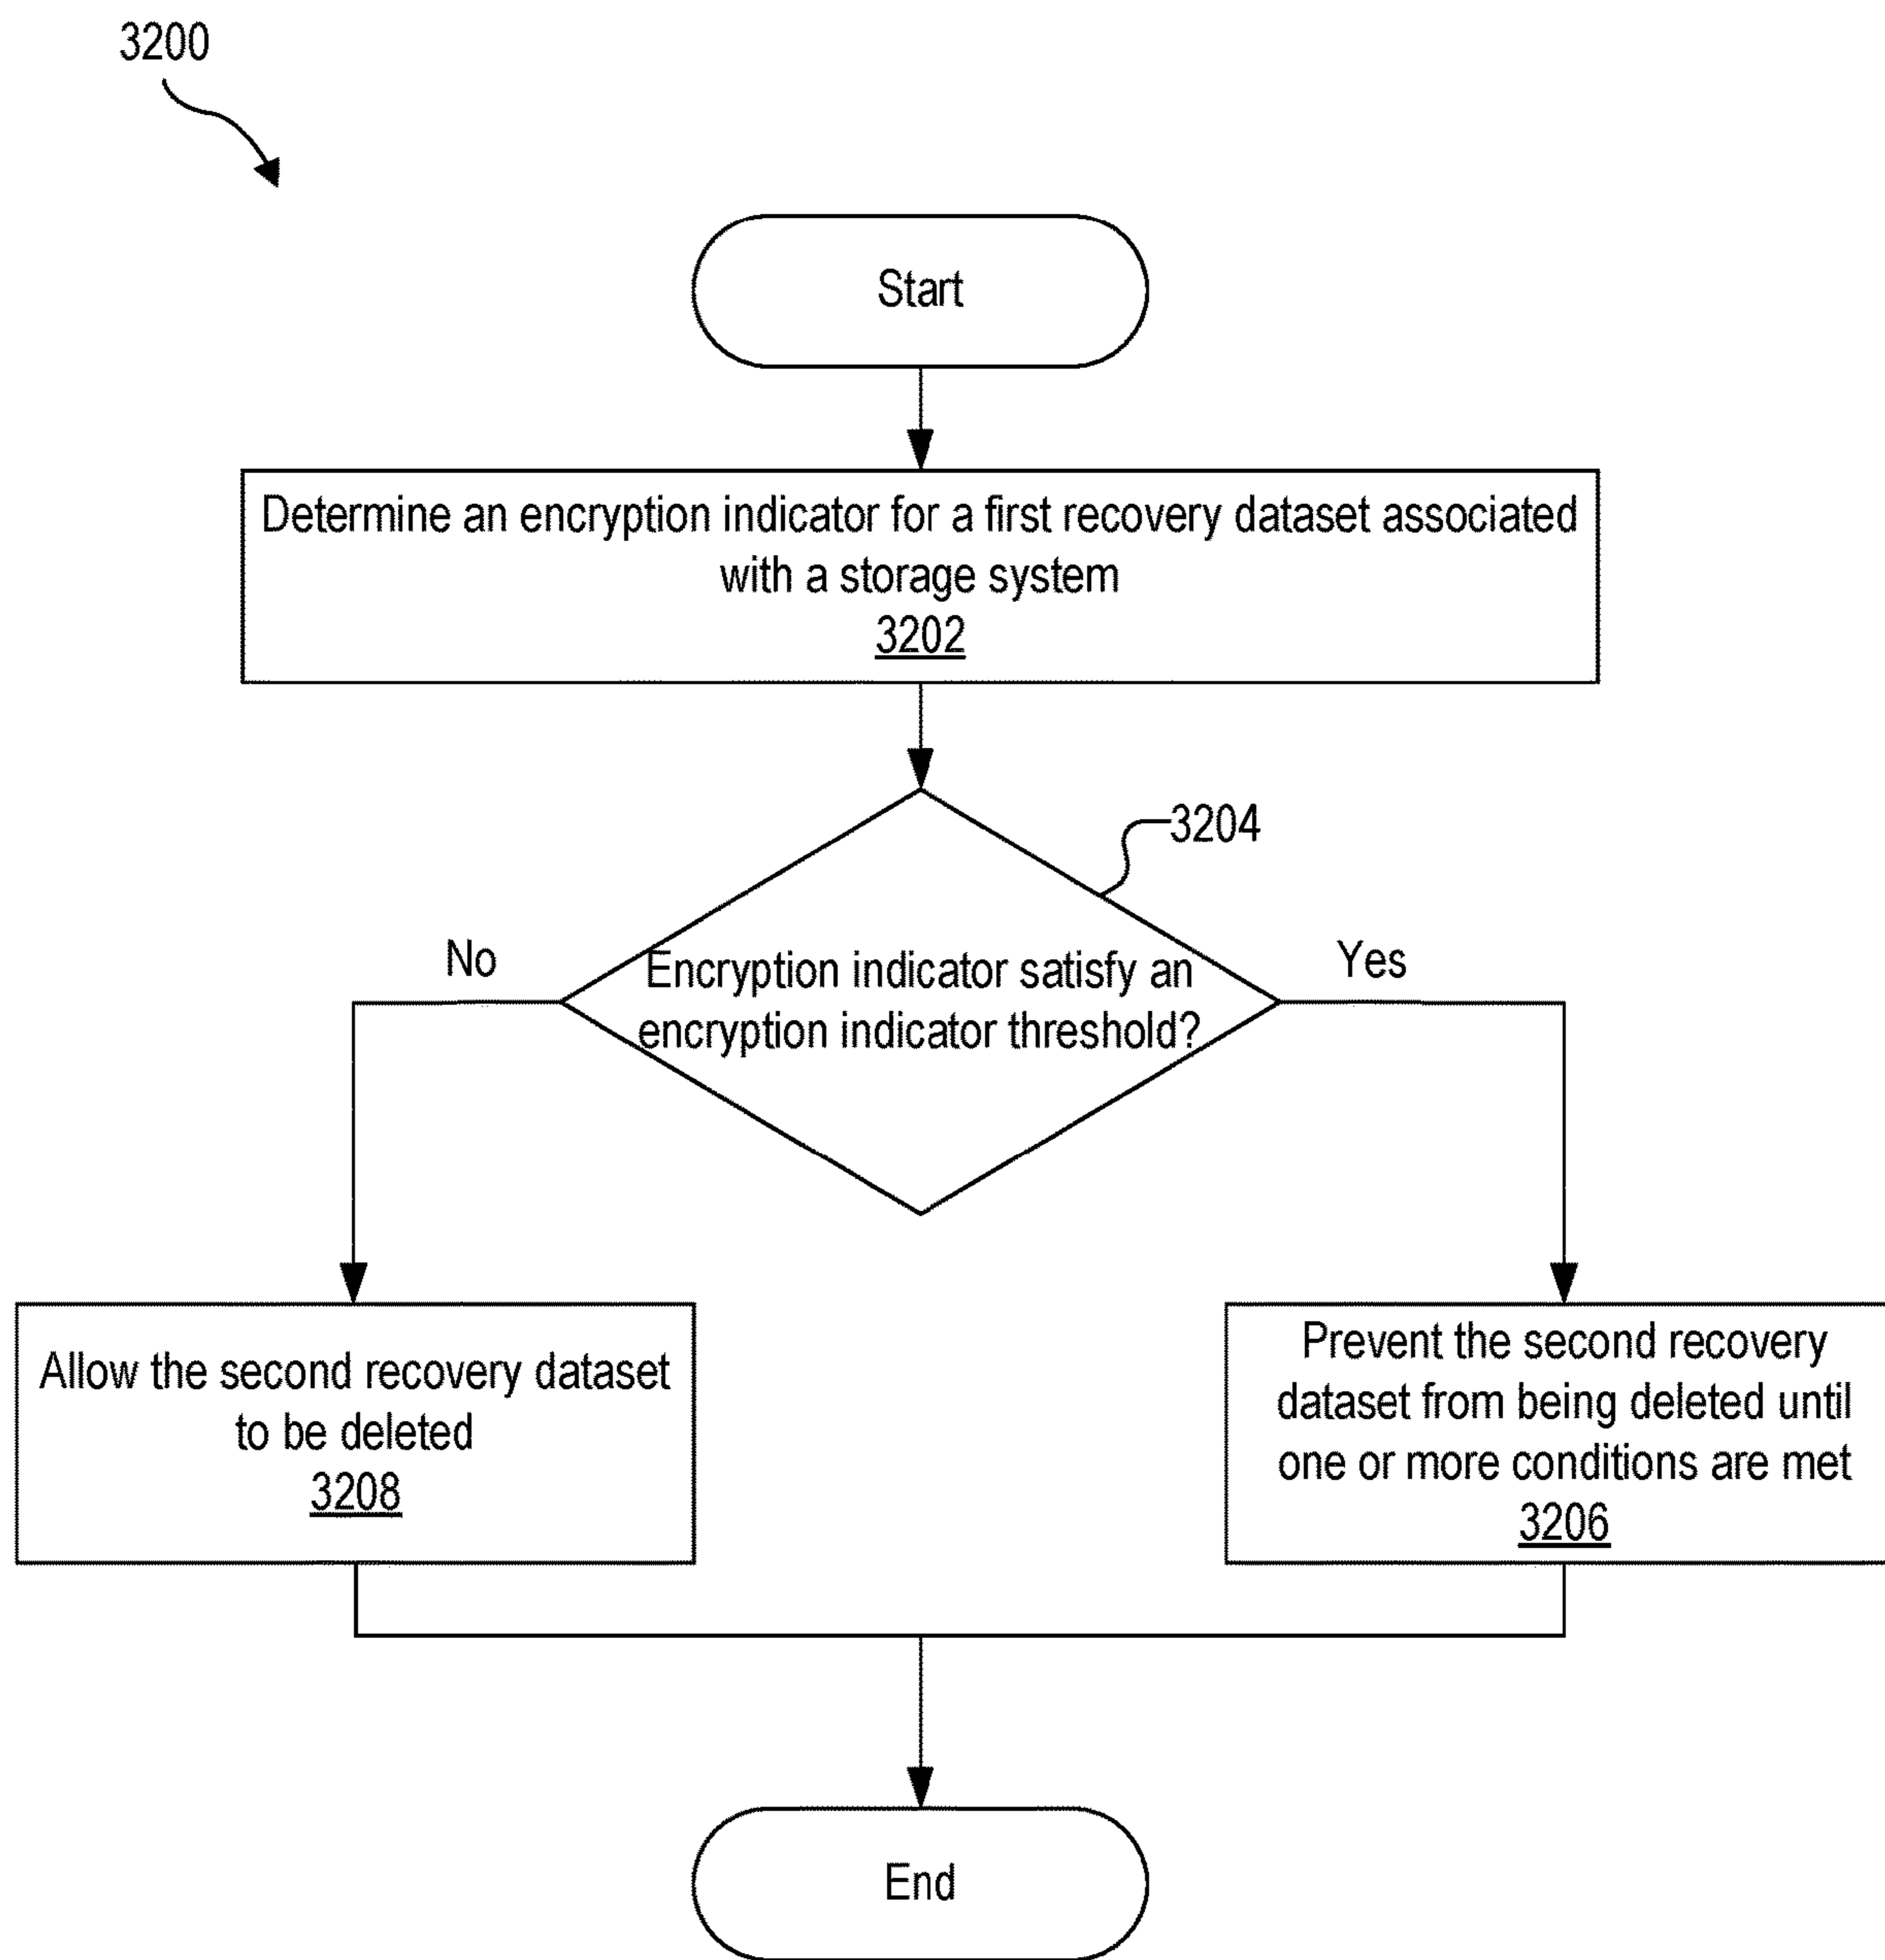 3200
Start
Determine an encryption indicator for a first recovery dataset associated
with a storage system
3202
3204
No
Yes
Encryption indicator satisfy an
encryption indicator threshold?
Allow the second recovery dataset
to be deleted
3208
Prevent the second recovery
dataset from being deleted until
one or more conditions are met
3206
End